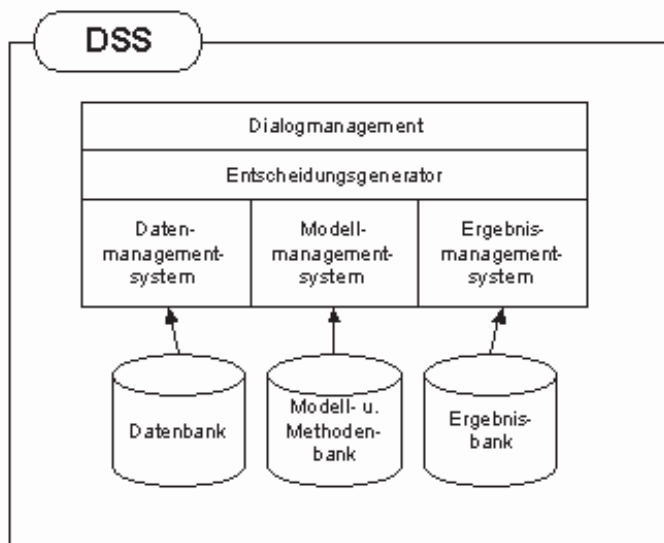 DSS
Dialogmanagement
Entscheidungsgenerator
Daten-
management-
system
Modell-
management-
system
Ergebnis-
management-
system
Datenbank
Modell- u.
Methoden-
bank
Ergebnis-
bank